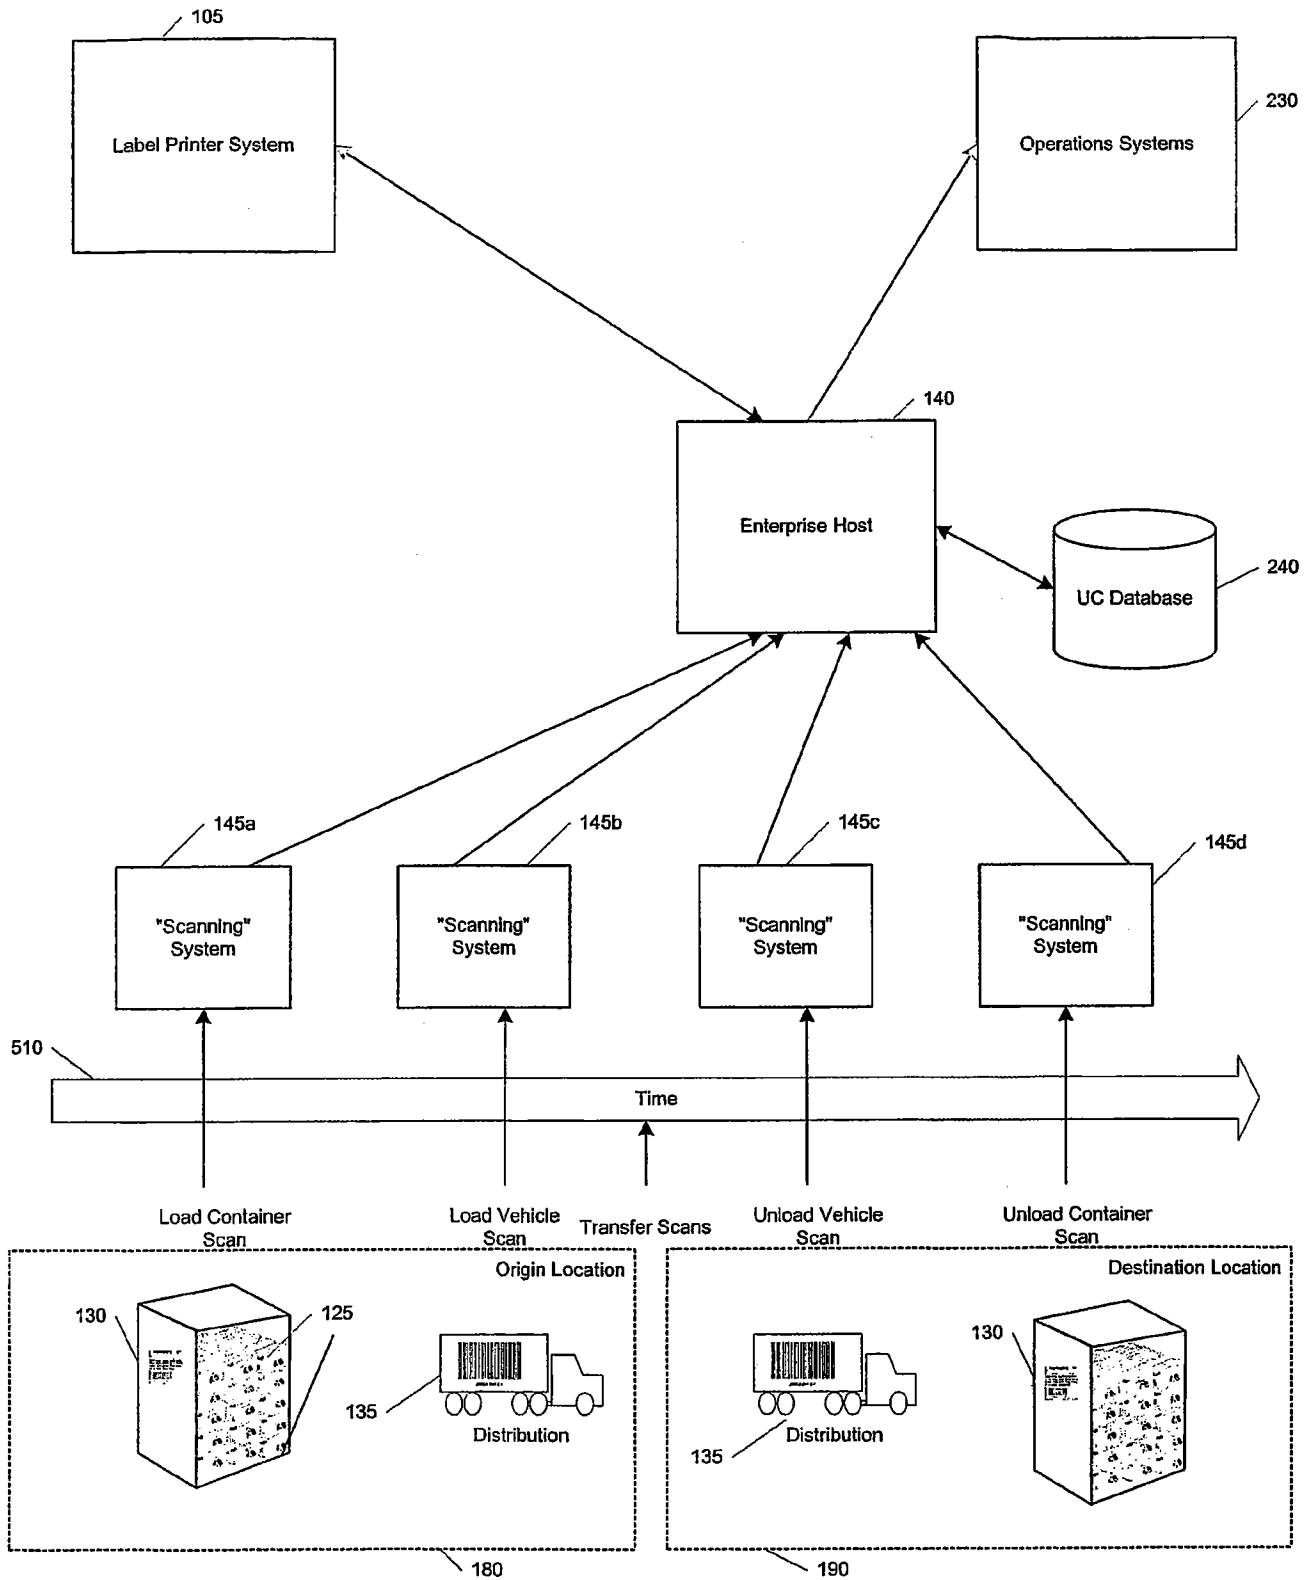 105
Label Printer System
230
Operations Systems
140
Enterprise Host
240
UC Database
145a
145b
145c
145d
"Scanning"
System
"Scanning"
System
"Scanning"
System
"Scanning"
System
510
Time
Load Container
Scan
Load Vehicle
Scan
Transfer Scans
Unload Vehicle
Scan
Unload Container
Scan
Origin Location
130
125
135
Distribution
180
Destination Location
135
Distribution
130
190